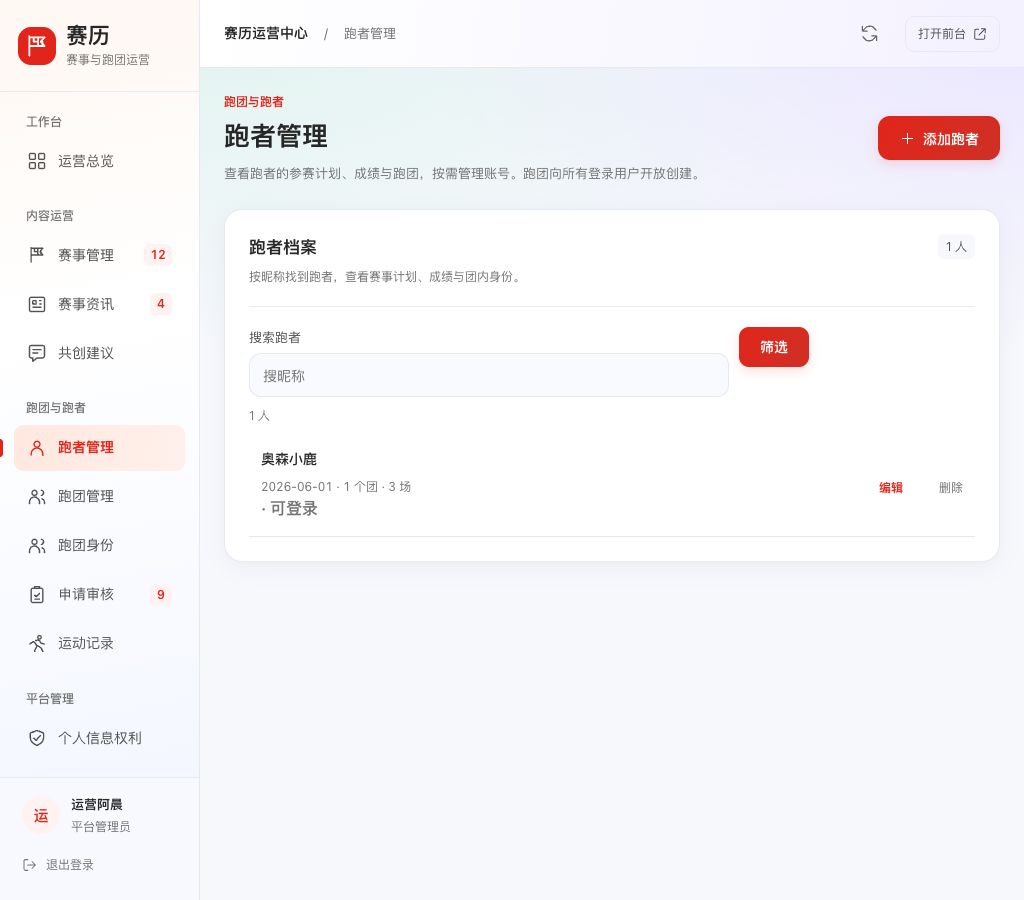 赛历
赛事与跑团运营
工作台
运营总览
内容运营
赛事管理 12
赛事资讯 4
共创建议
跑团与跑者
跑者管理
跑团管理
跑团身份
申请审核 9
运动记录
平台管理
个人信息权利
运 运营阿晨
平台管理员
退出登录
赛历运营中心 / 跑者管理
打开前台
跑团与跑者
跑者管理
查看跑者的参赛计划、成绩与跑团，按需管理账号。跑团向所有登录用户开放创建。
添加跑者
跑者档案
1 人
按昵称找到跑者，查看赛事计划、成绩与团内身份。
搜索跑者
搜昵称
筛选
1 人
奥森小鹿
2026-06-01 · 1 个团 · 3 场
· 可登录
编辑 删除